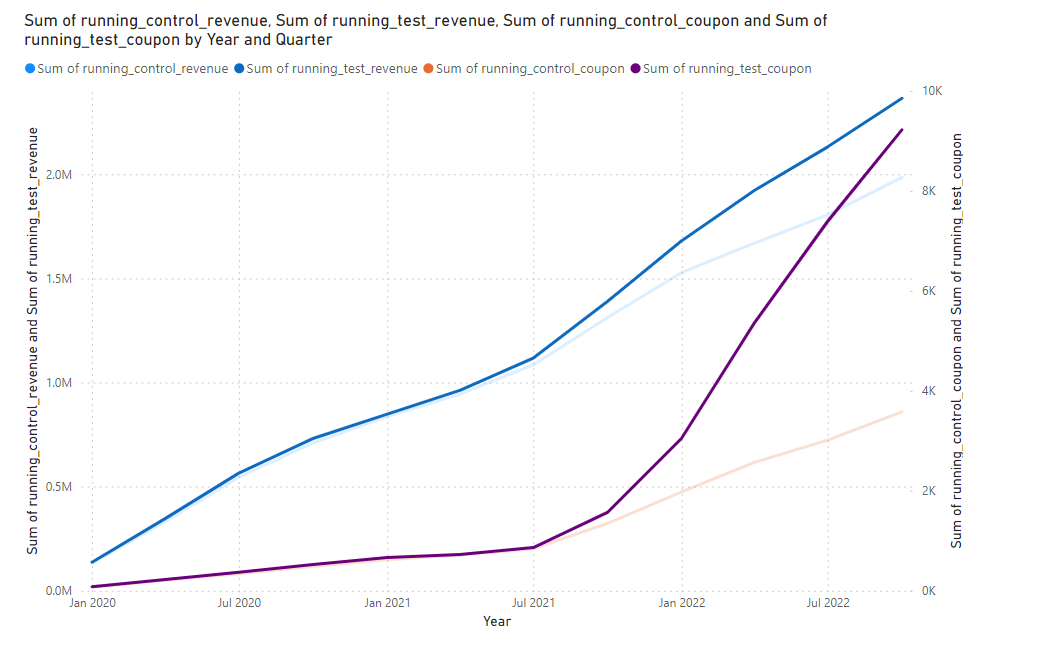 Sum of running_control_revenue, Sum of running_test_revenue, Sum of running_control_coupon and Sum of
running_test_coupon by Year and Quarter
Sum of running_control_revenue Sum of running_test_revenue Sum of running_control_coupon Sum of running_test_coupon
Sum of running_control_revenue and Sum of running_test_revenue
2.0M
1.5M
1.0M
0.5M
0.0M
10K
8K
6K
4K
2K
0K
Sum of running_control_coupon and Sum of running_test_coupon
Jan 2020 Jul 2020 Jan 2021 Jul 2021 Jan 2022 Jul 2022
Year